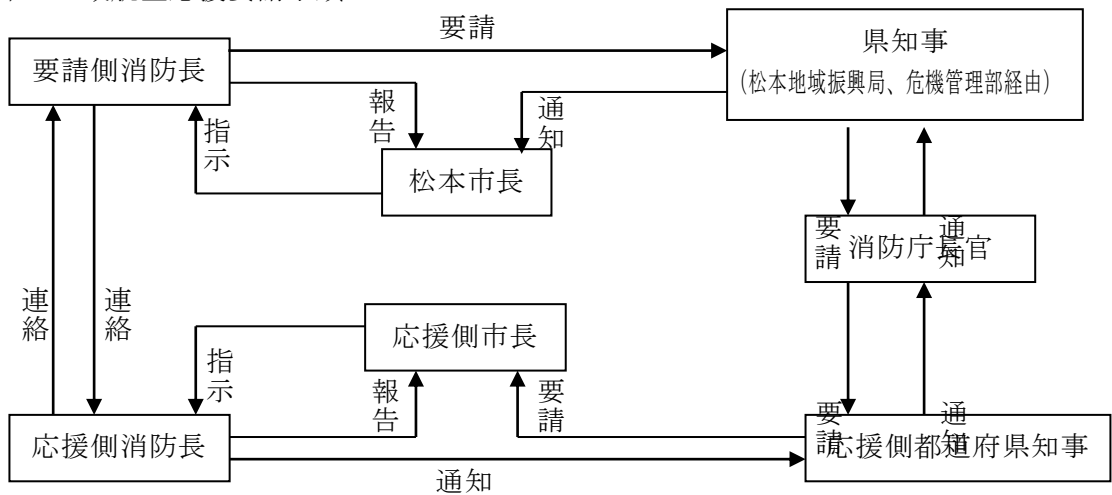 要請
県知事
(松本地域振興局、危機管理部経由)
要請側消防長
報告
通知
指示
松本市長
要請
通知
消防庁長官
連絡
連絡
応援側市長
指示
報告
要請
要請
通知
応援側消防長
応援側都道府県知事
通知